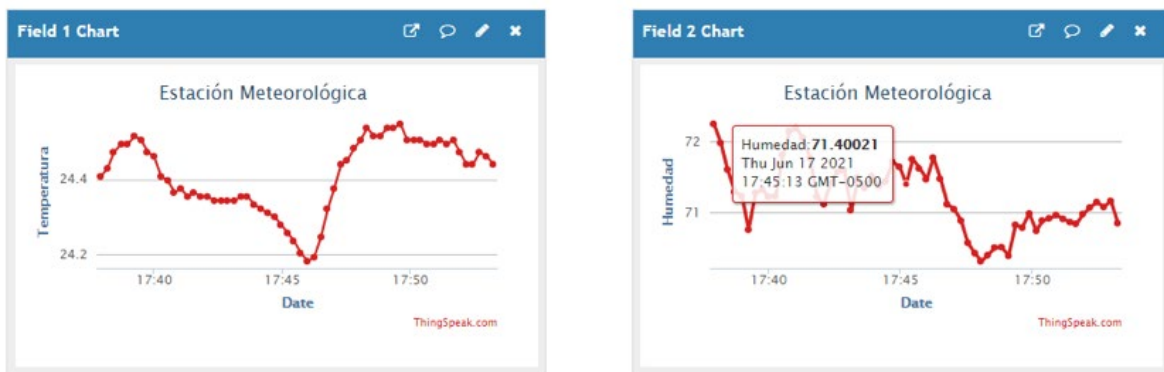 Field 1 Chart
Estación Meteorológica
Temperatura
24.4
24.2
17:40
17:45
17:50
Date
ThingSpeak.com
Field 2 Chart
Estación Meteorológica
Humedad
72
71
Humedad:71.40021
Thu Jun 17 2021
17:45:13 GMT-0500
17:40
17:45
17:50
Date
ThingSpeak.com